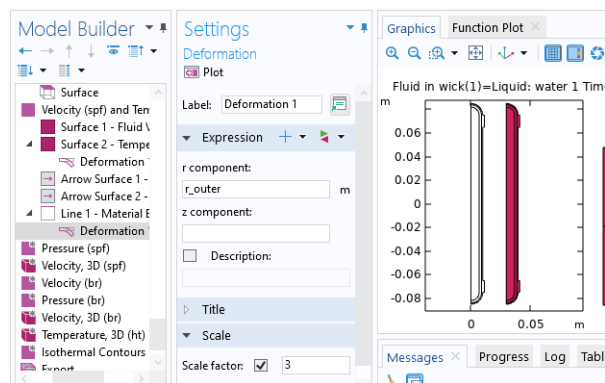 Model Builder
Surface
Velocity (spf) and Ten
Surface 1 - Fluid V
Surface 2 - Tempe
Deformation
Arrow Surface 1 -
Arrow Surface 2 -
Line 1 - Material E
Deformation
Pressure (spf)
Velocity, 3D (spf)
Velocity (br)
Pressure (br)
Velocity, 3D (br)
Temperature, 3D (ht)
Isothermal Contours
Export
Settings
Deformation
Plot
Label: Deformation 1
Expression
r component:
r_outer m
z component:
Description:
Title
Scale
Scale factor: 3
Graphics Function Plot
Fluid in wick(1)=Liquid: water 1 Time
m
0.06
0.04
0.02
0
-0.02
-0.04
-0.06
-0.08
0 0.05 m
Messages Progress Log Tabl